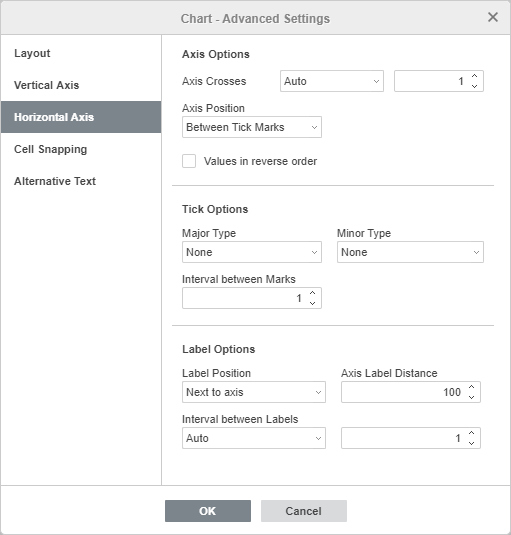 Chart - Advanced Settings
Layout
Vertical Axis
Horizontal Axis
Cell Snapping
Alternative Text
Axis Options
Axis Crosses Auto 1
Axis Position
Between Tick Marks
Values in reverse order
Tick Options
Major Type Minor Type
None None
Interval between Marks
1
Label Options
Label Position Axis Label Distance
Next to axis 100
Interval between Labels
Auto 1
OK Cancel